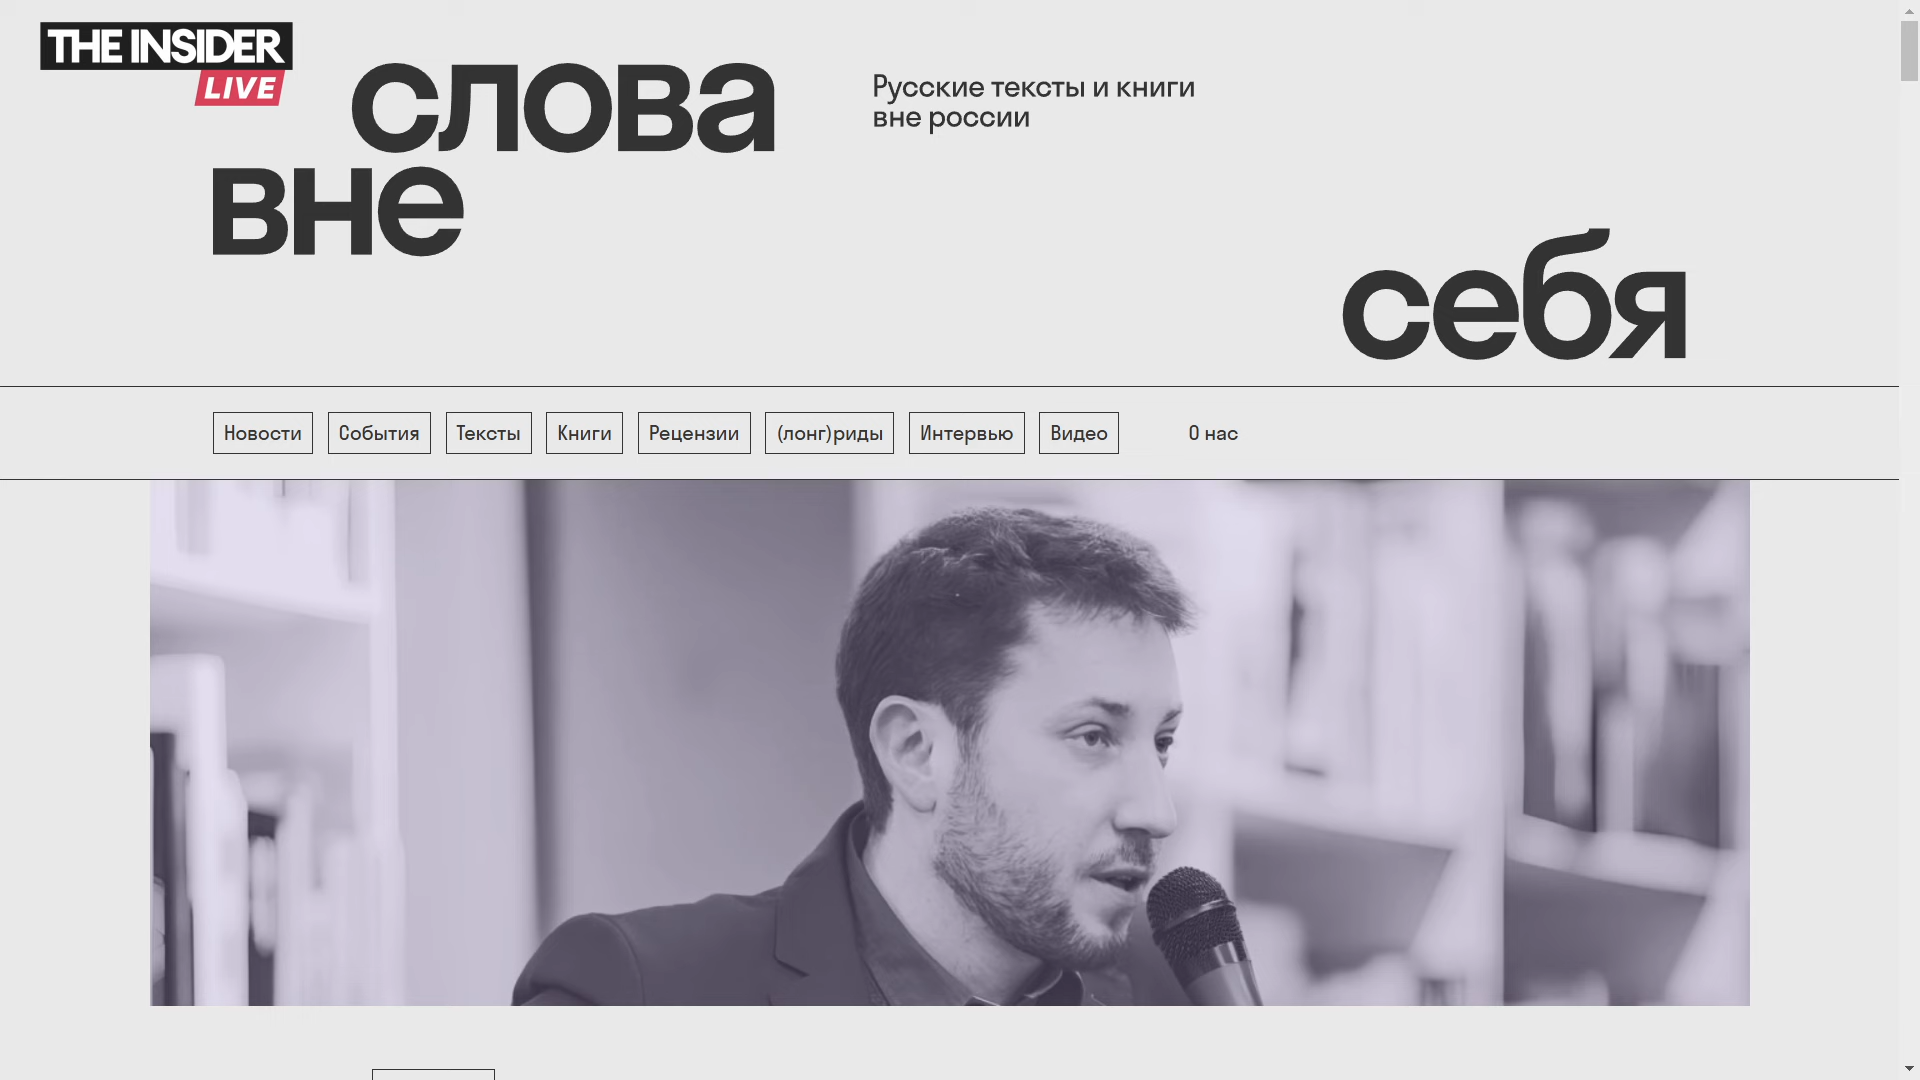 THE INSIDER
LIVE
слова
вне
себя
Русские тексты и книги
вне россии
Новости
События
Тексты
Книги
Рецензии
(лонг)риды
Интервью
Видео
О нас